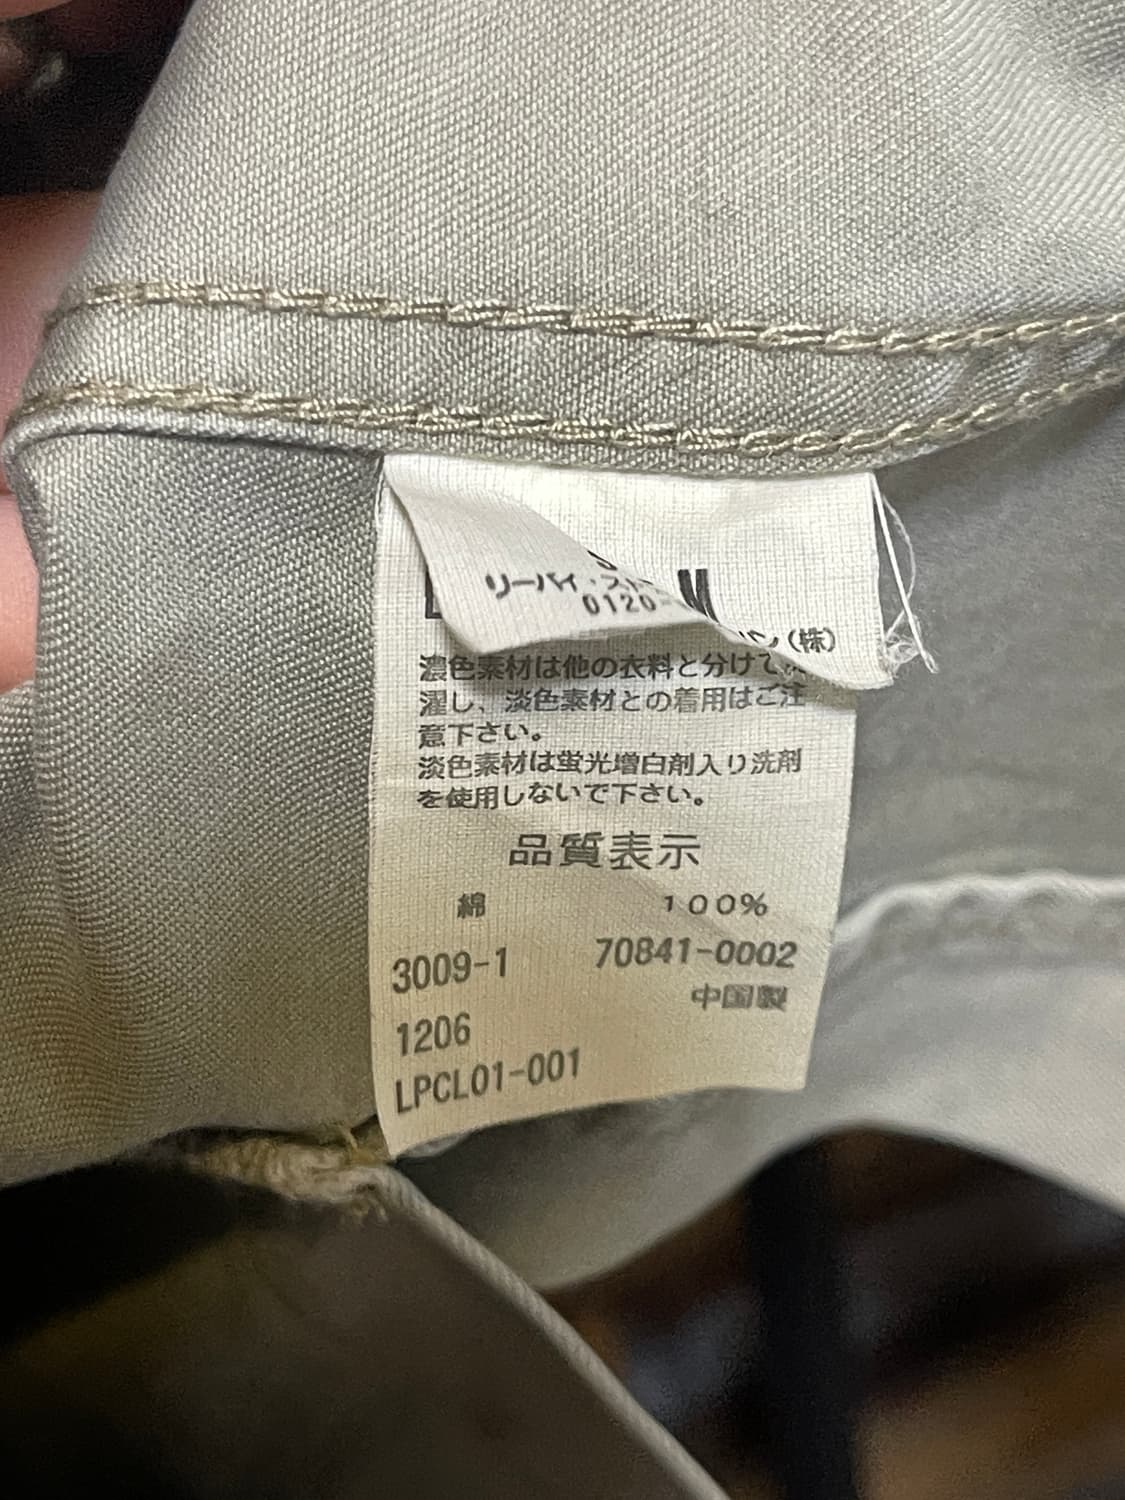 リーバイ・スト
0120-
M
ン(株)
濃色素材は他の衣料と分けて洗
濯し、淡色素材との着用はご注
意下さい。
淡色素材は蛍光増白剤入り洗剤
を使用しないで下さい。
品質表示
綿 100%
3009-1 70841-0002
中国製
1206
LPCL01-001